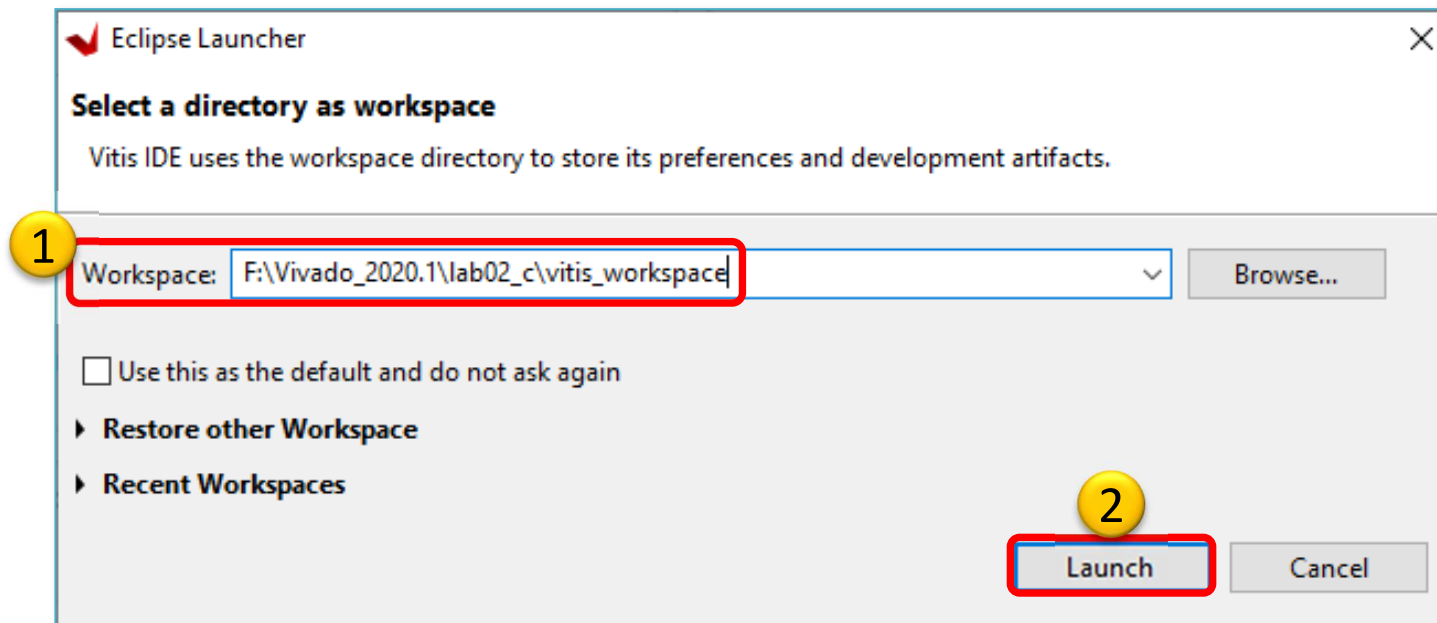 Eclipse Launcher
Select a directory as workspace
Vitis IDE uses the workspace directory to store its preferences and development artifacts.
1
Workspace: F:\Vivado_2020.1\lab02_c\vitis_workspace Browse...
Use this as the default and do not ask again
Restore other Workspace
Recent Workspaces
2
Launch Cancel